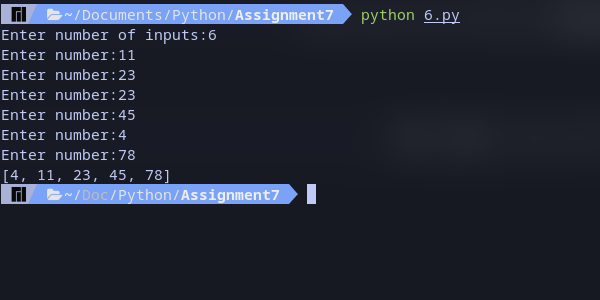 ~/Documents/Python/Assignment7 python 6.py
Enter number of inputs:6
Enter number:11
Enter number:23
Enter number:23
Enter number:45
Enter number:4
Enter number:78
[4, 11, 23, 45, 78]
~/Doc/Python/Assignment7